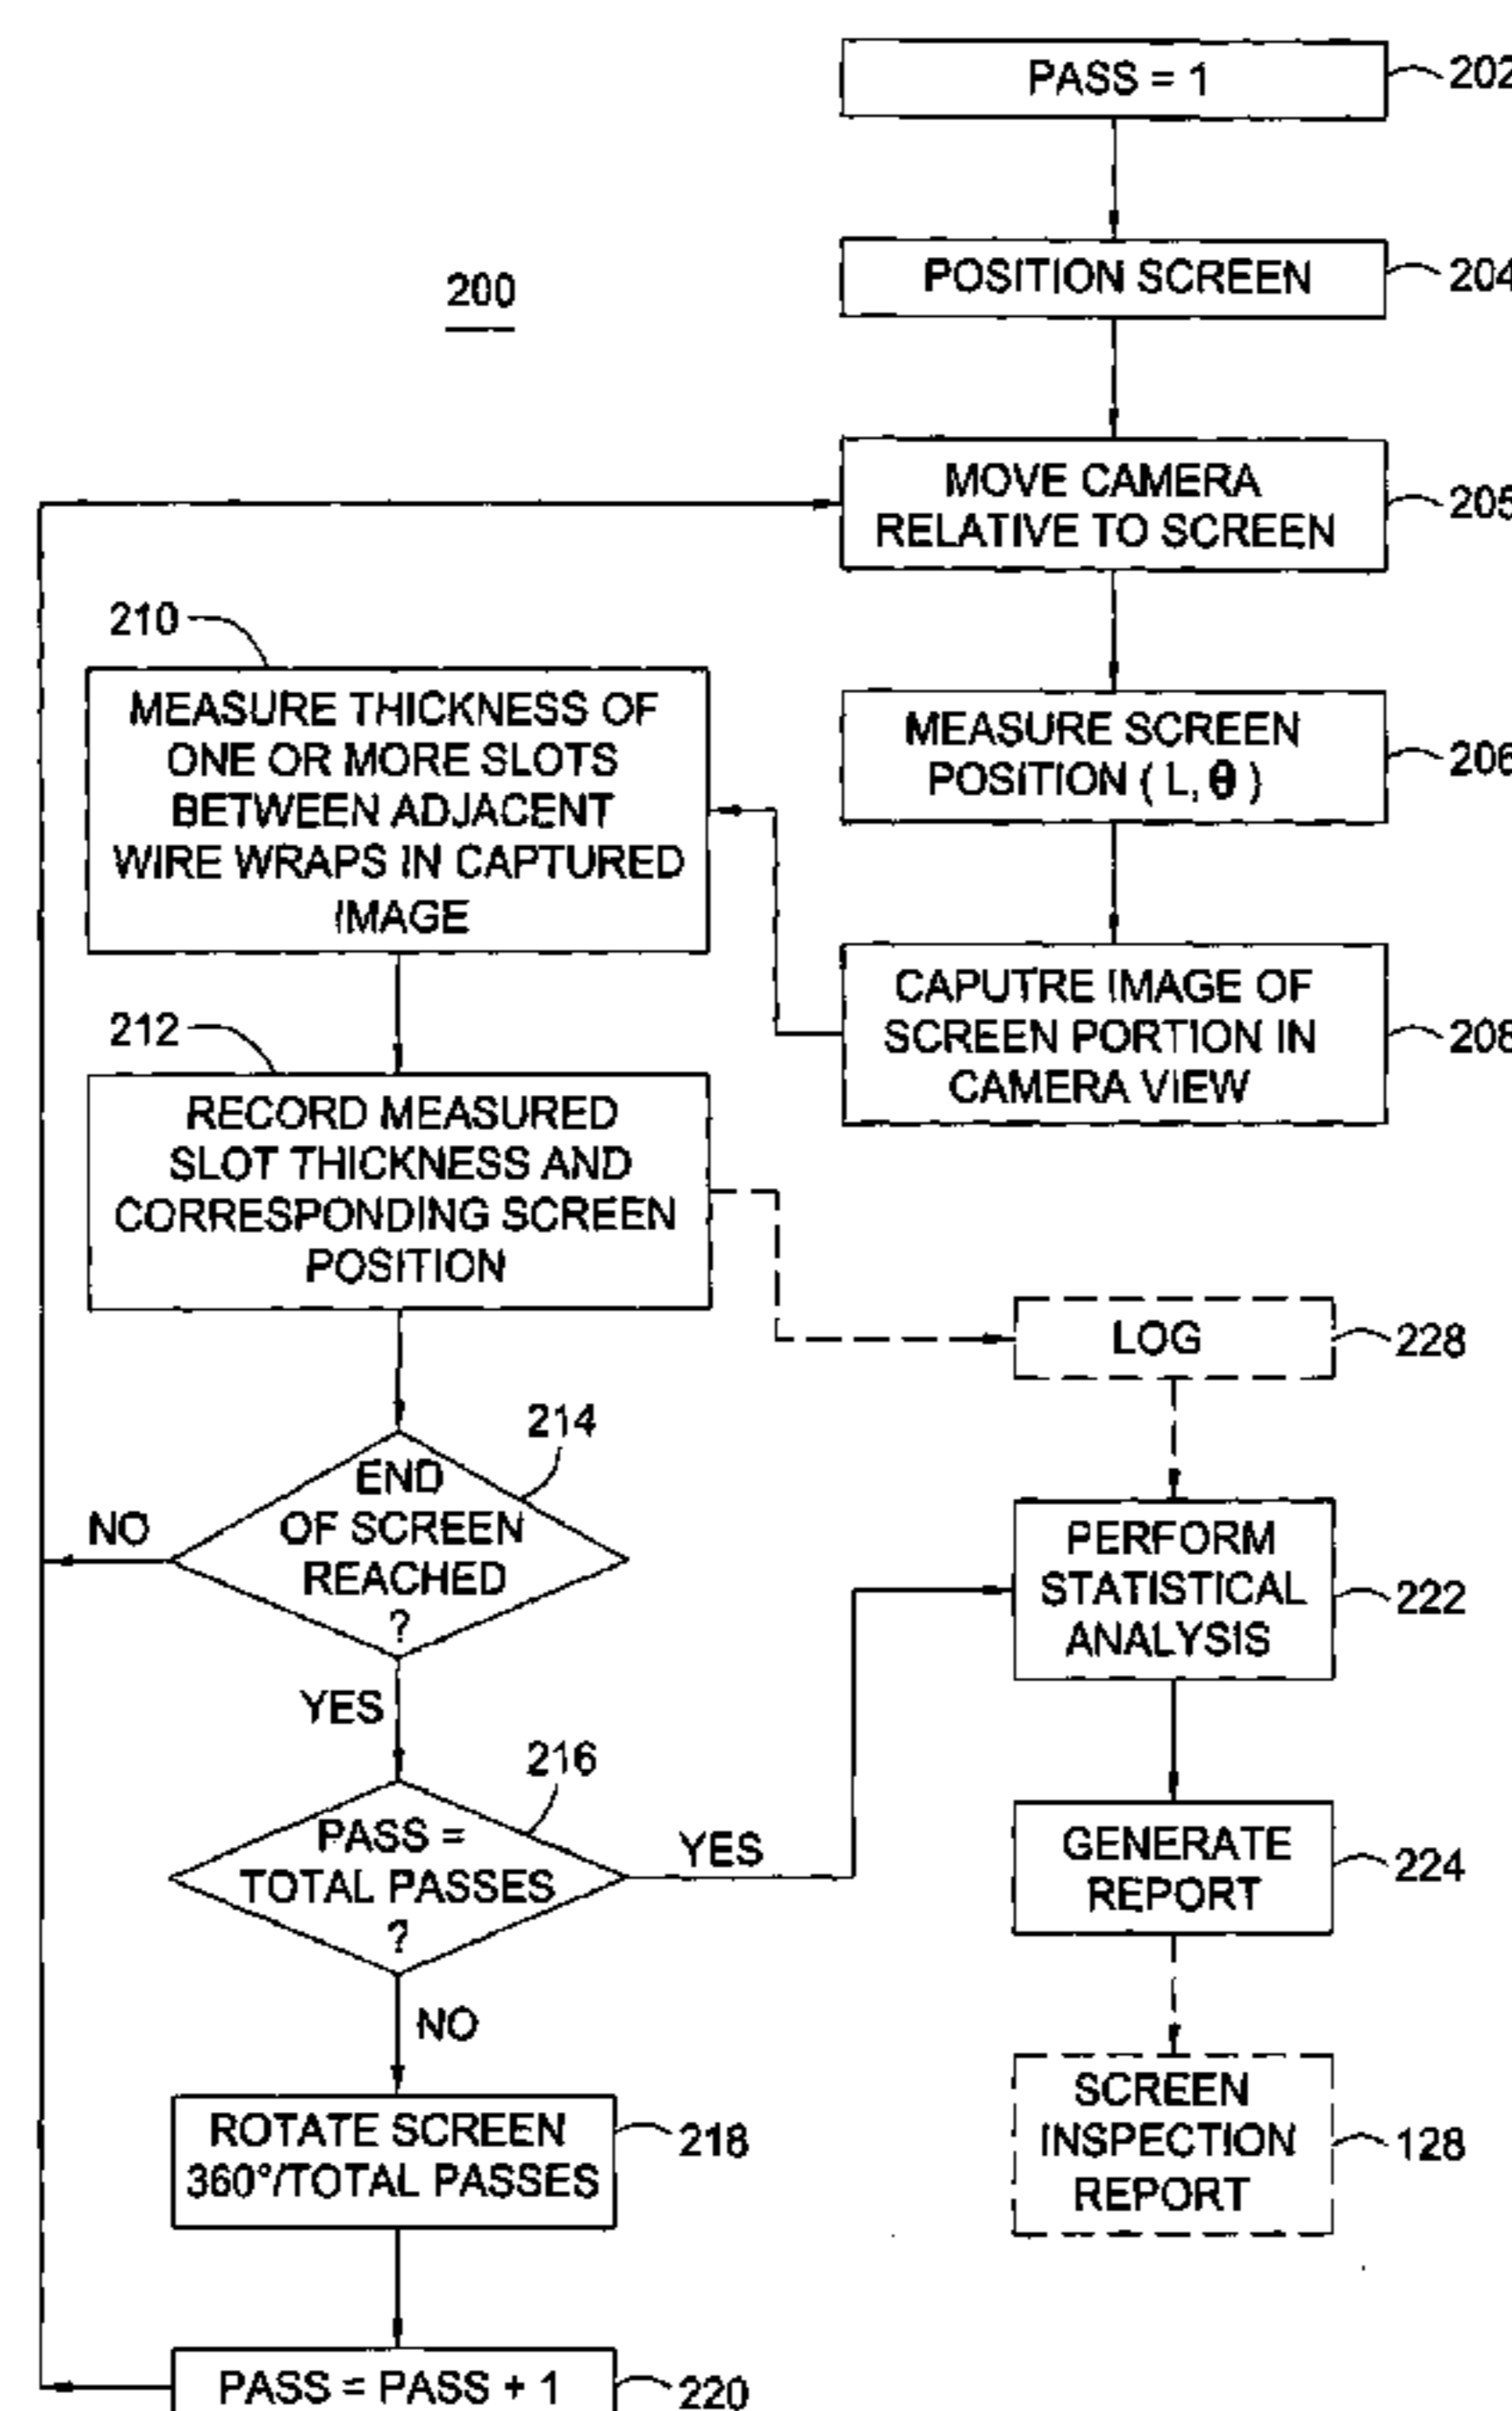 PASS = 1
202
200
POSITION SCREEN
204
MOVE CAMERA
RELATIVE TO SCREEN
205
MEASURE SCREEN
POSITION ( L, θ )
206
CAPUTRE IMAGE OF
SCREEN PORTION IN
CAMERA VIEW
208
210
MEASURE THICKNESS OF
ONE OR MORE SLOTS
BETWEEN ADJACENT
WIRE WRAPS IN CAPTURED
IMAGE
212
RECORD MEASURED
SLOT THICKNESS AND
CORRESPONDING SCREEN
POSITION
LOG
228
214
END
OF SCREEN
REACHED
?
NO
YES
216
PASS =
TOTAL PASSES
?
YES
NO
PERFORM
STATISTICAL
ANALYSIS
222
GENERATE
REPORT
224
SCREEN
INSPECTION
REPORT
128
ROTATE SCREEN
360°/TOTAL PASSES
218
PASS = PASS + 1
220